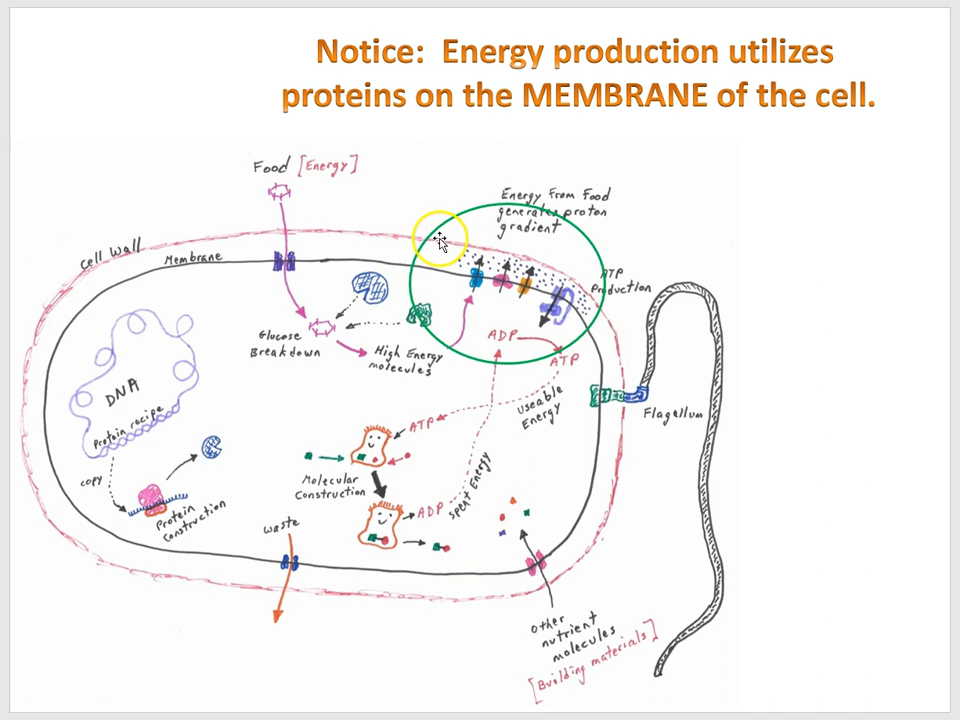 Notice:  Energy production utilizes
proteins on the MEMBRANE of the cell.
Food [Energy]
Energy from Food
generates proton
gradient
Cell Wall
Membrane
ATP
Production
Glucose
Breakdown
High Energy
molecules
ADP
ATP
DNA
Protein recipe
Useable
Energy
Flagellum
ATP
copy
Molecular
Construction
Spent Energy
Protein
Construction
ADP
waste
Other
nutrient
molecules
[Building materials]